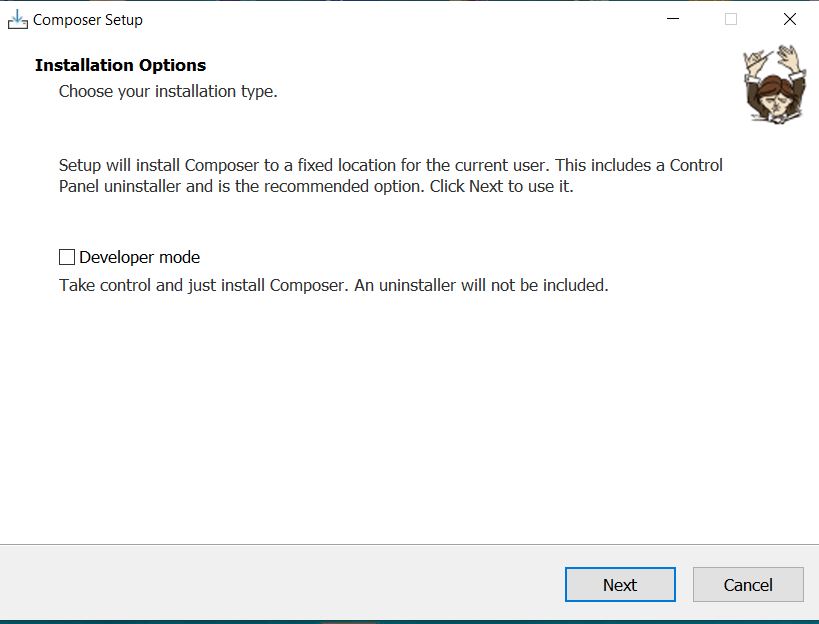 Composer Setup
Installation Options
Choose your installation type.
Setup will install Composer to a fixed location for the current user. This includes a Control
Panel uninstaller and is the recommended option. Click Next to use it.
Developer mode
Take control and just install Composer. An uninstaller will not be included.
Next
Cancel